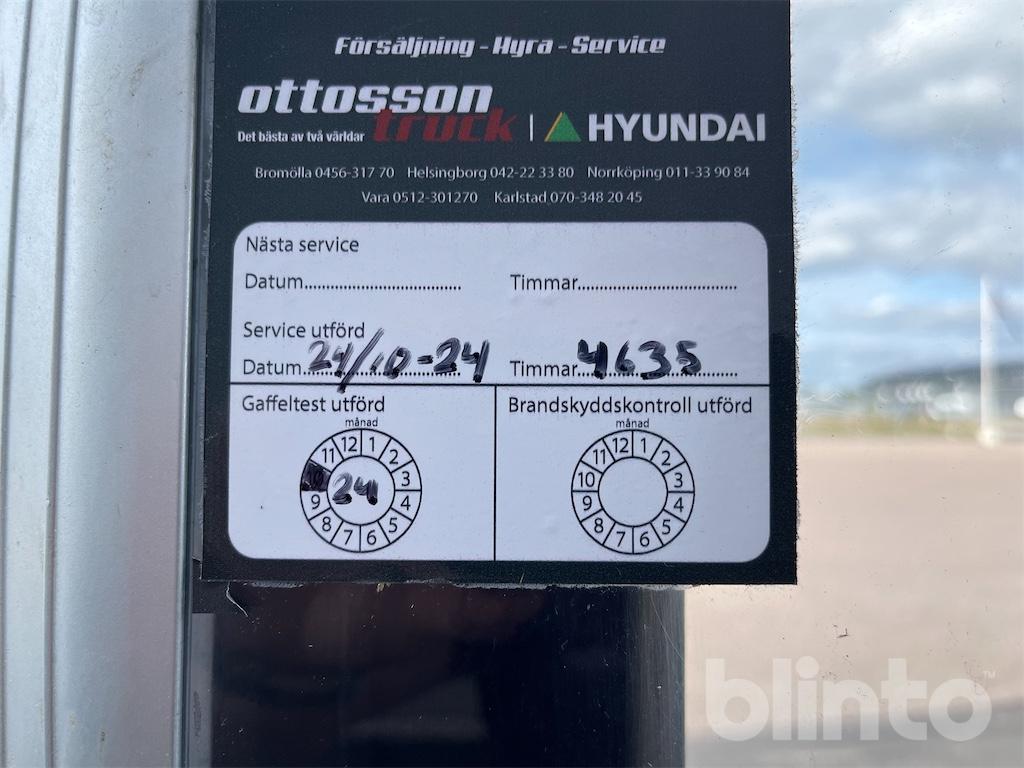 Försäljning - Hyra - Service
ottosson truck | HYUNDAI
Det bästa av två världar
Bromölla 0456-317 70 Helsingborg 042-22 33 80 Norrköping 011-33 90 84
Vara 0512-301270 Karlstad 070-348 20 45
Nästa service
Datum.................................... Timmar....................................
Service utförd
Datum 24/10-24 Timmar 4635
Gaffeltest utförd Brandskyddskontroll utförd
månad månad
12 1 2 3 4 5 6 7 8 9 10 11
24
12 1 2 3 4 5 6 7 8 9 10 11
blinto™